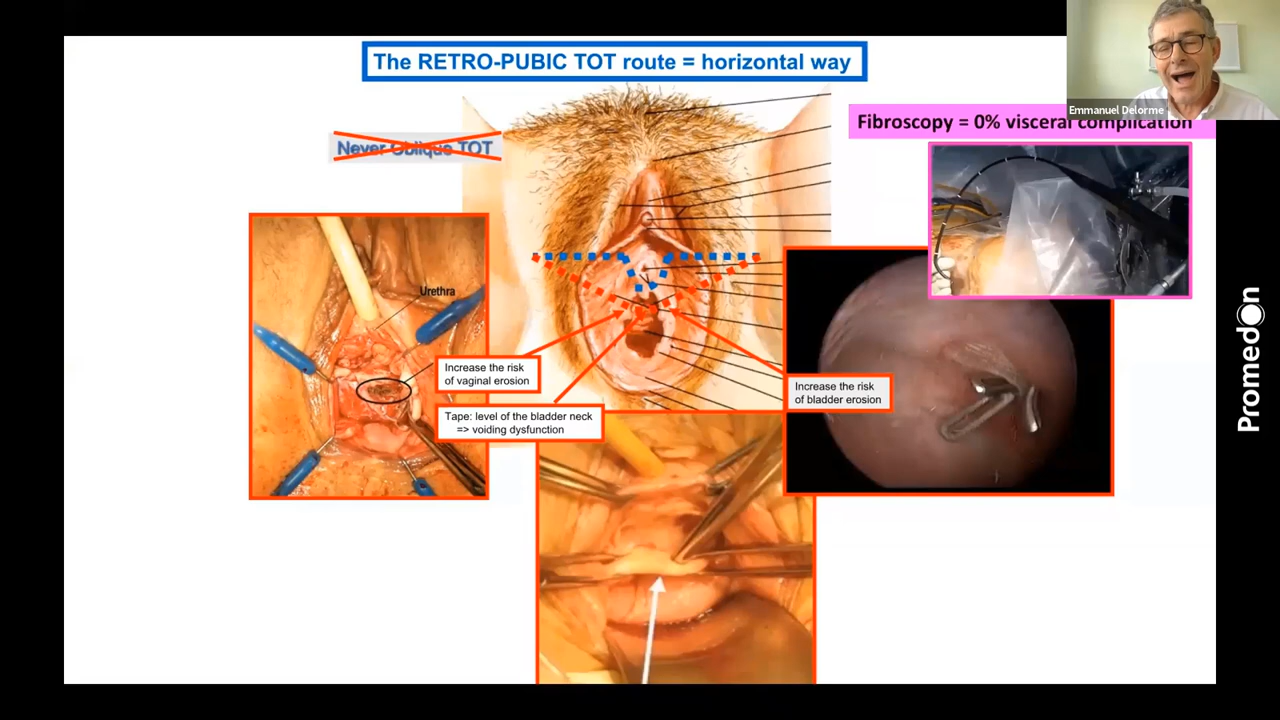 The RETRO-PUBIC TOT route = horizontal way
Emmanuel Delorme
Fibroscopy = 0% visceral complication
Never Oblique TOT
Urethra
Increase the risk
of vaginal erosion
Increase the risk
of bladder erosion
Tape: level of the bladder neck
=> voiding dysfunction
Promedon